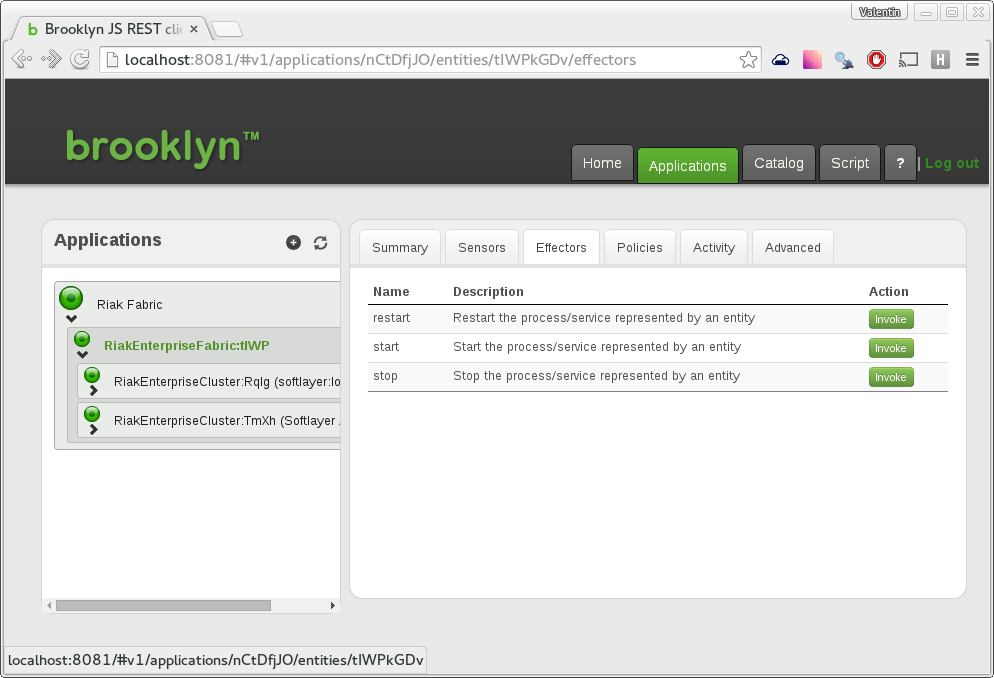 Valentin
b Brooklyn JS REST clie
localhost:8081/#v1/applications/nCtDfjJO/entities/tIWPkGDv/effectors
H
brooklyn™
Home
Applications
Catalog
Script
?
| Log out
Applications
Riak Fabric
RiakEnterpriseFabric:tIWP
RiakEnterpriseCluster:RqIg (softlayer:lo
RiakEnterpriseCluster:TmXh (Softlayer
Summary
Sensors
Effectors
Policies
Activity
Advanced
Name Description Action
restart Restart the process/service represented by an entity Invoke
start Start the process/service represented by an entity Invoke
stop Stop the process/service represented by an entity Invoke
localhost:8081/#v1/applications/nCtDfjJO/entities/tIWPkGDv